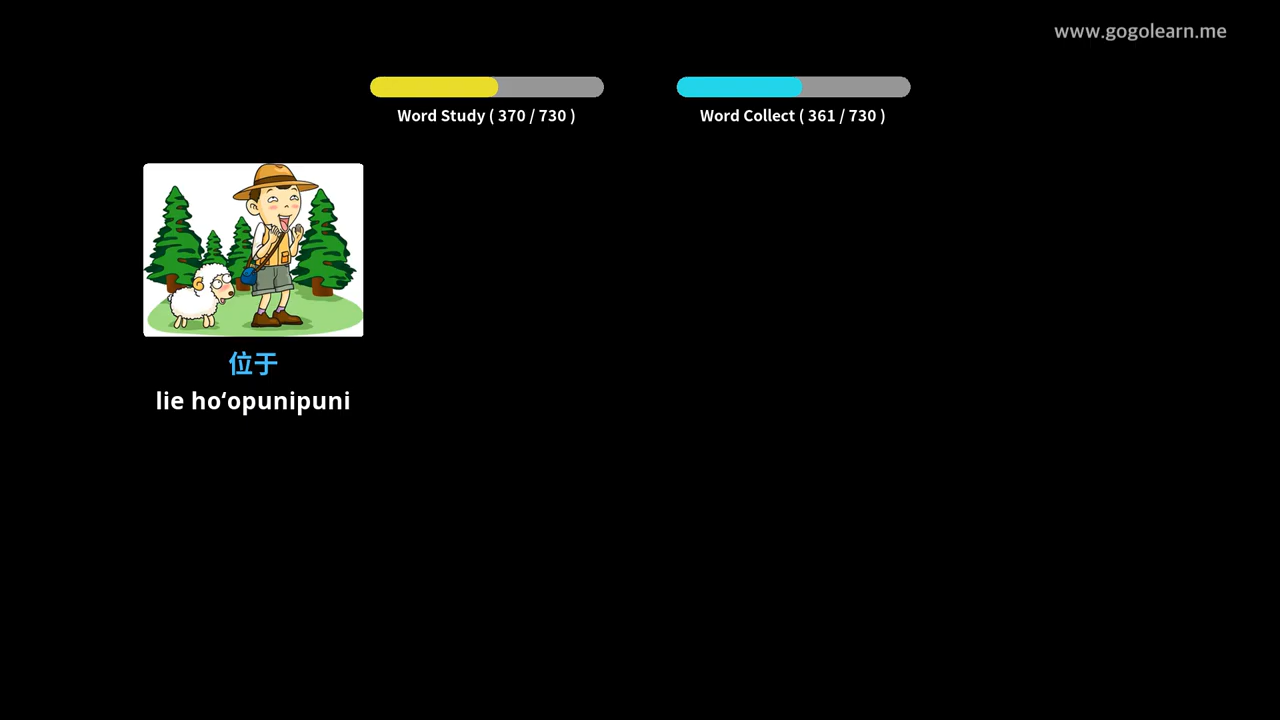 www.gogolearn.me
Word Study ( 370 / 730 )
Word Collect ( 361 / 730 )
位于
lie hoʻopunipuni